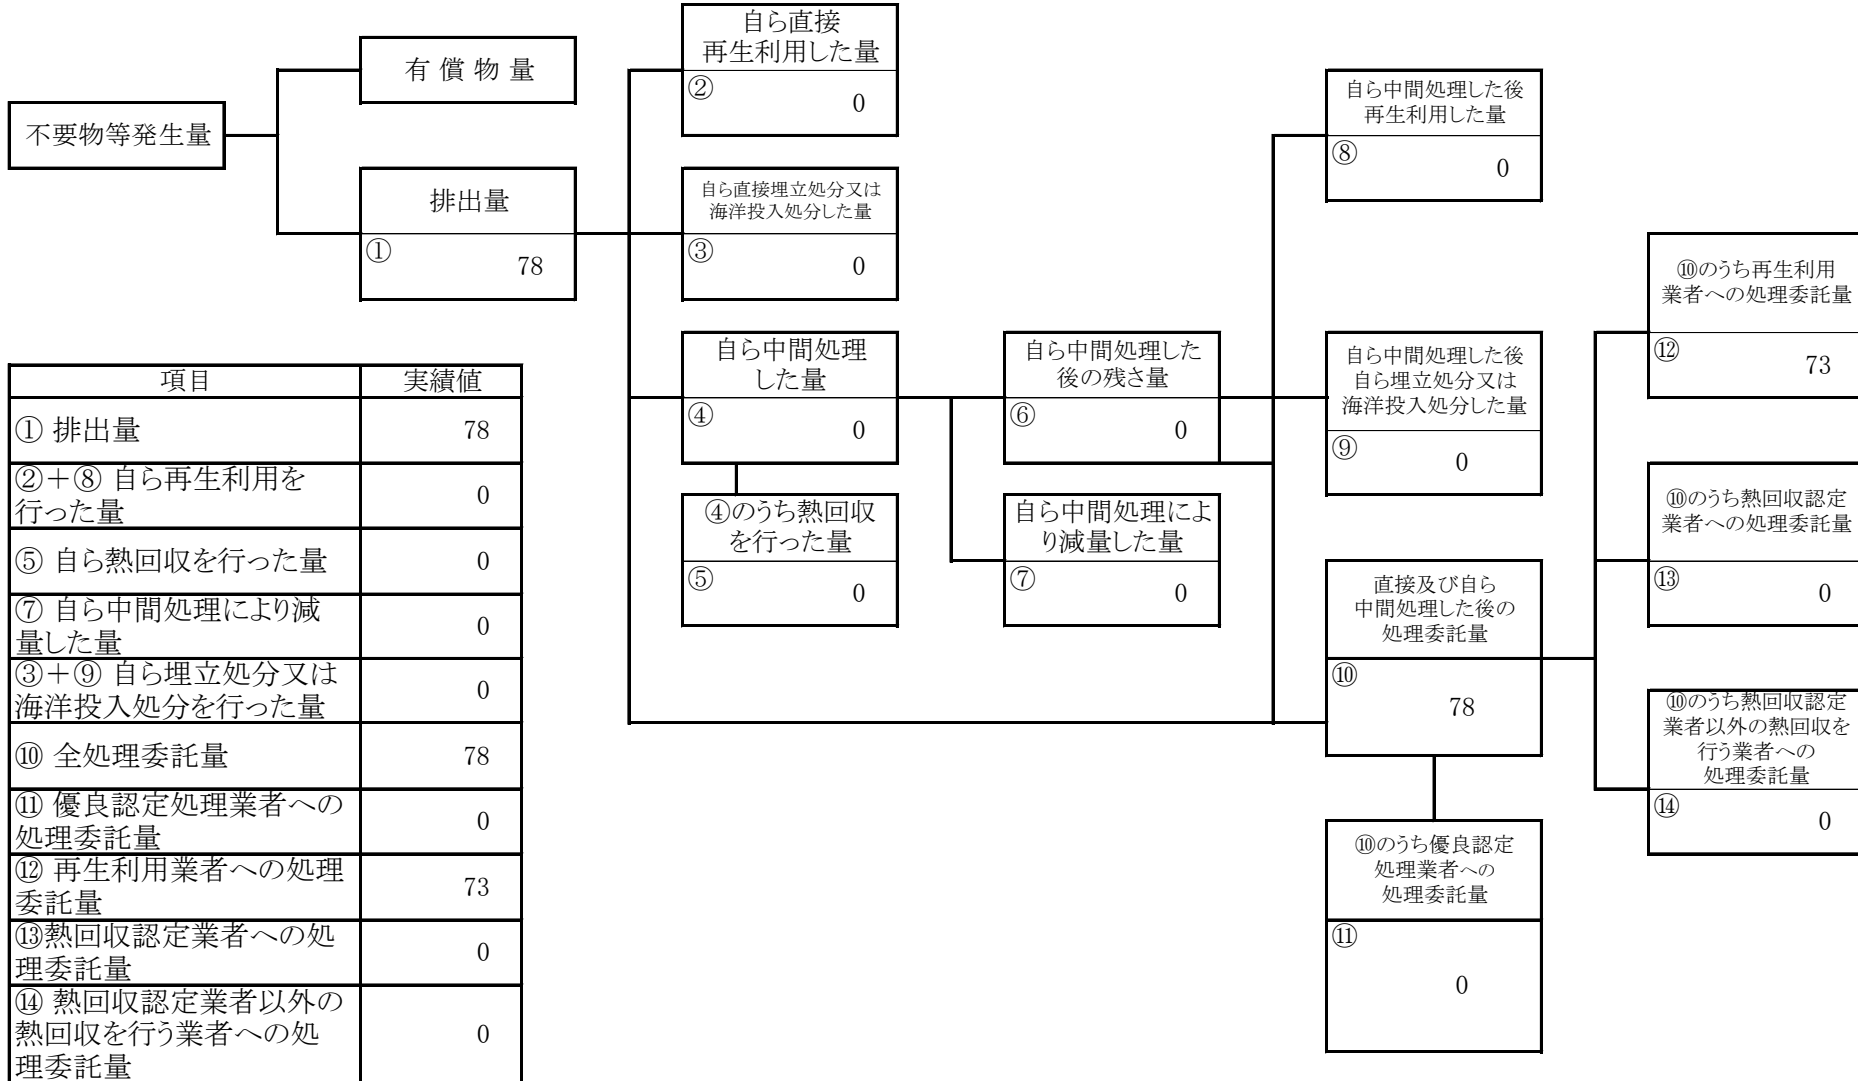 不要物等発生量
有 償 物 量
排出量
①
78
自ら直接
再生利用した量
②
0
自ら直接埋立処分又は
海洋投入処分した量
③
0
自ら中間処理
した量
④
0
④のうち熱回収
を行った量
⑤
0
自ら中間処理した
後の残さ量
⑥
0
自ら中間処理によ
り減量した量
⑦
0
自ら中間処理した後
再生利用した量
⑧
0
自ら中間処理した後
自ら埋立処分又は
海洋投入処分した量
⑨
0
直接及び自ら
中間処理した後の
処理委託量
⑩
78
⑩のうち優良認定
処理業者への
処理委託量
⑪
0
⑩のうち再生利用
業者への処理委託量
⑫
73
⑩のうち熱回収認定
業者への処理委託量
⑬
0
⑩のうち熱回収認定
業者以外の熱回収を
行う業者への
処理委託量
⑭
0
項目 実績値
① 排出量 78
②＋⑧ 自ら再生利用を
行った量 0
⑤ 自ら熱回収を行った量 0
⑦ 自ら中間処理により減
量した量 0
③＋⑨ 自ら埋立処分又は
海洋投入処分を行った量 0
⑩ 全処理委託量 78
⑪ 優良認定処理業者への
処理委託量 0
⑫ 再生利用業者への処理
委託量 73
⑬熱回収認定業者への処
理委託量 0
⑭ 熱回収認定業者以外の
熱回収を行う業者への処
理委託量 0